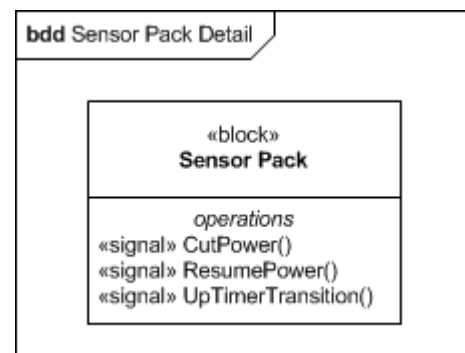 bdd Sensor Pack Detail
«block»
Sensor Pack
operations
«signal» CutPower()
«signal» ResumePower()
«signal» UpTimerTransition()